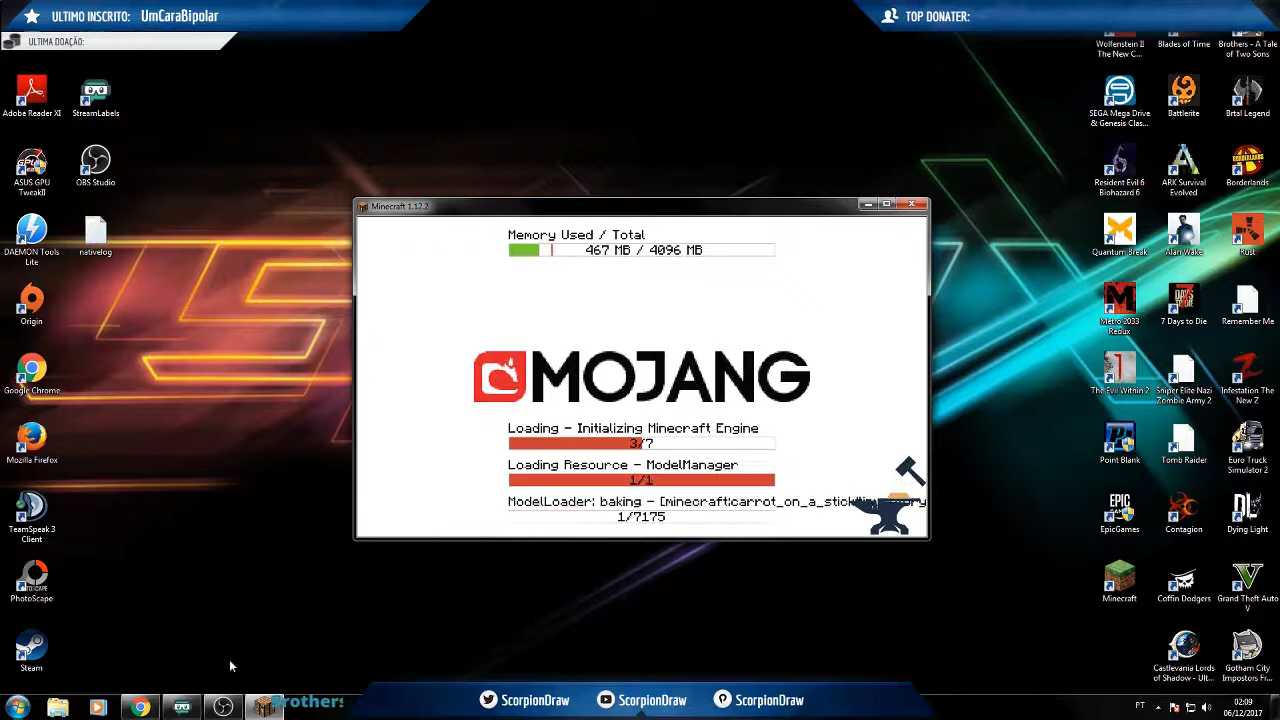 ULTIMO INSCRITO: UmCaraBipolar
TOP DONATER:
ULTIMA DOAÇÃO:
Wolfenstein II The New C...
Blades of Time
Brothers - A Tale of Two Sons
Adobe Reader XI
StreamLabels
SEGA Mega Drive & Genesis Clas...
Battlerite
Brtal Legend
ASUS GPU TweakII
OBS Studio
Resident Evil 6 Biohazard 6
ARK Survival Evolved
Borderlands
DAEMON Tools Lite
nativelog
Quantum Break
Alan Wake
Rust
Origin
Metro 2033 Redux
7 Days to Die
Remember Me
Google Chrome
The Evil Within 2
Sniper Elite Nazi Zombie Army 2
Infestation The New Z
Mozilla Firefox
Point Blank
Tomb Raider
Euro Truck Simulator 2
TeamSpeak 3 Client
EpicGames
Contagion
Dying Light
PhotoScape
Minecraft
Coffin Dodgers
Grand Theft Auto V
Steam
Castlevania Lords of Shadow - Ult...
Gotham City Impostors Fr...
Minecraft 1.12.2
Memory Used / Total
467 MB / 4096 MB
MOJANG
Loading - Initializing Minecraft Engine
3/7
Loading Resource - ModelManager
1/1
1/7175
ScorpionDraw
ScorpionDraw
ScorpionDraw
PT
02:09
06/12/2017